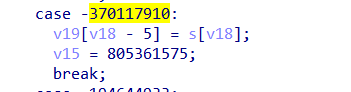 case -370117910:
v19[v18 - 5] = s[v18];
v15 = 805361575;
break;